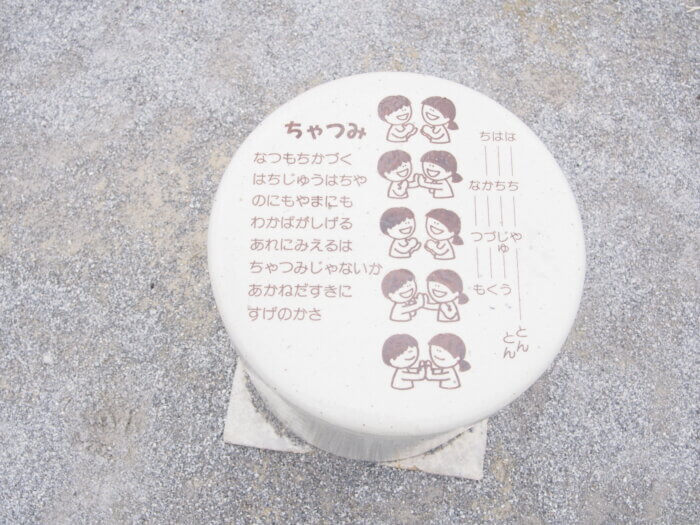 ちゃつみ
なつもちかづく
はちじゅうはちや
のにもやまにも
わかばがしげる
あれにみえるは
ちゃつみじゃないか
あかねだすきに
すげのかさ
なつも
ちかづく
はちじゅう
はちや
とん
とん